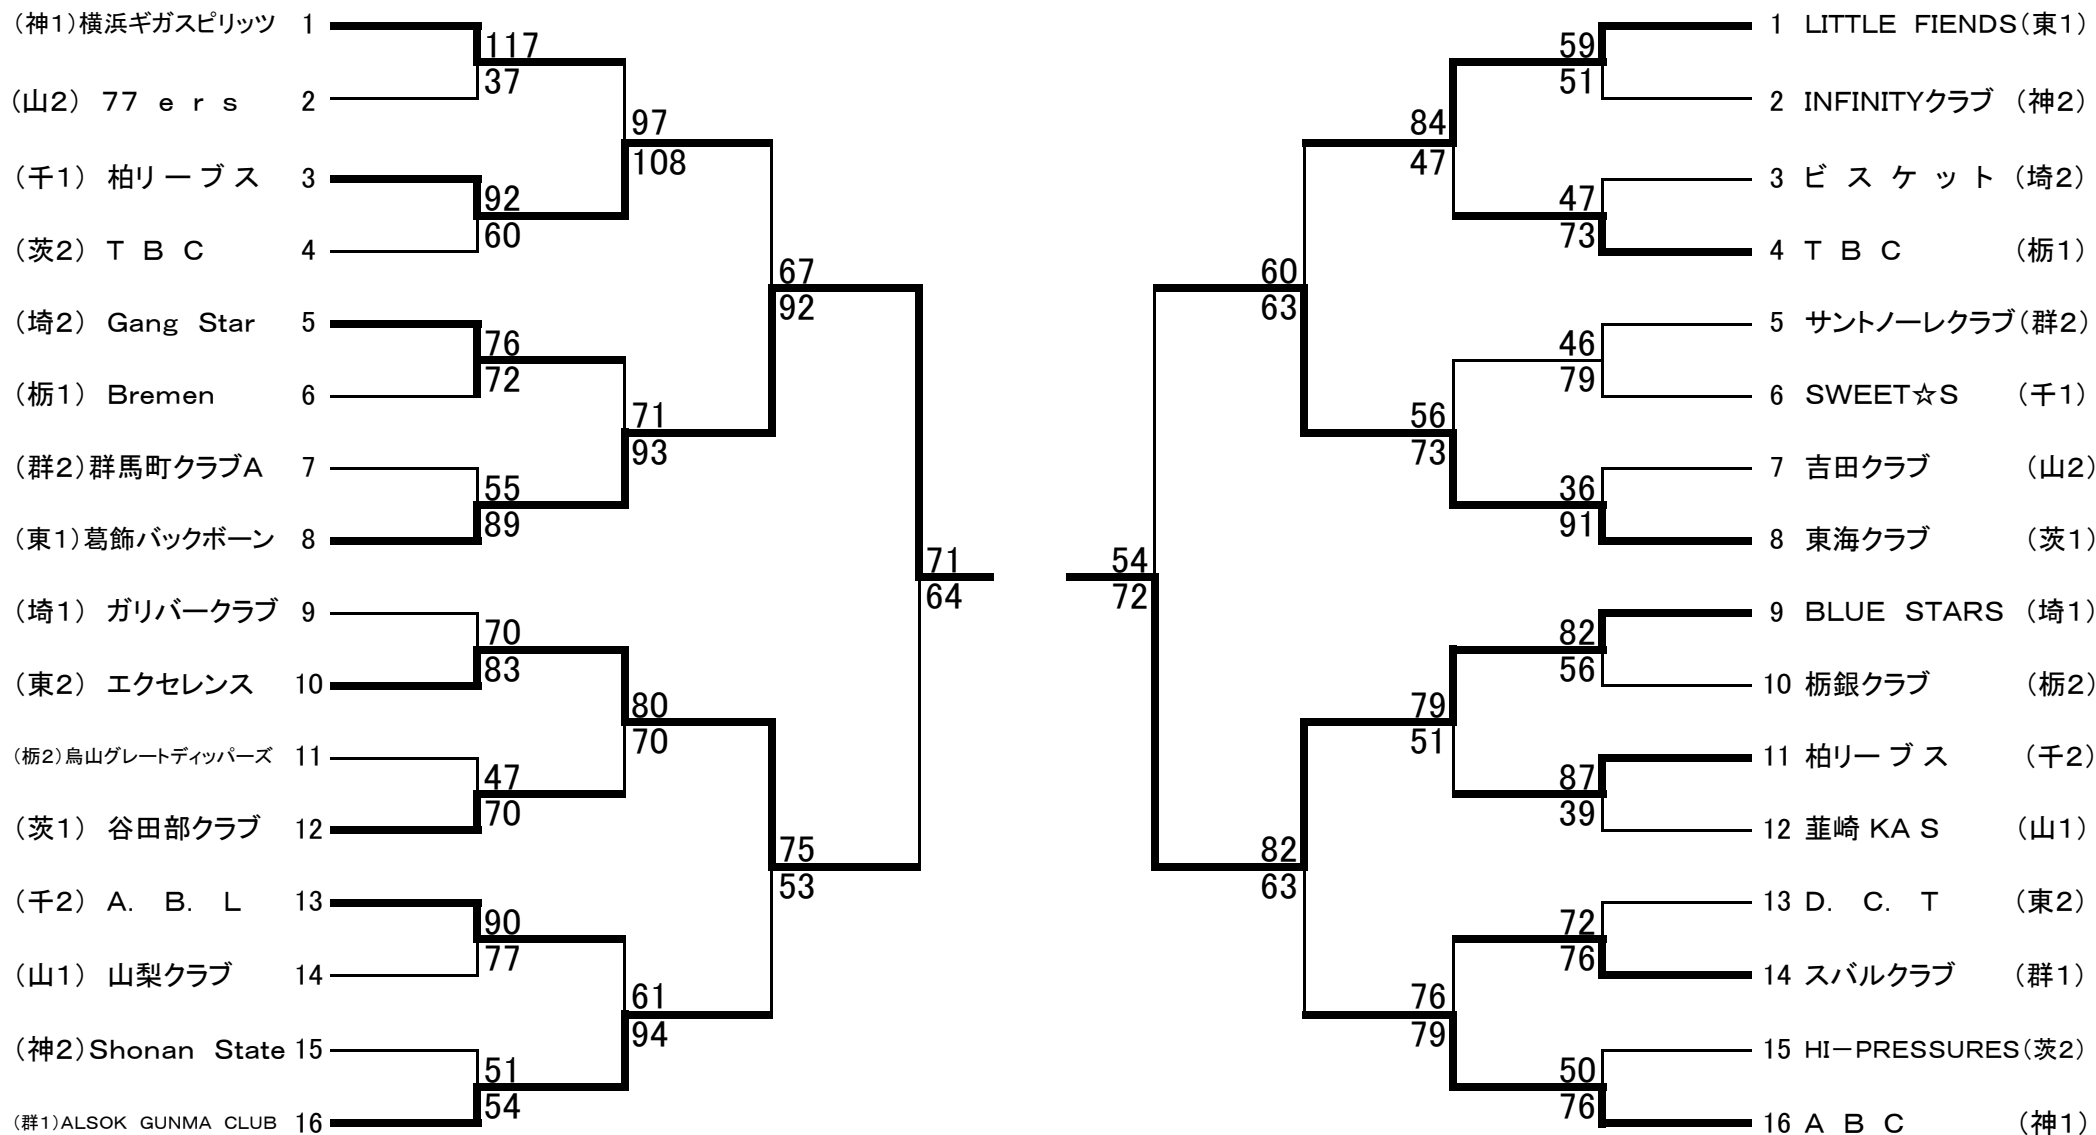 (神1)横浜ギガスピリッツ 1
(山2) 77 e r s 2
(千1) 柏リーブス 3
(茨2) T B C 4
(埼2) Gang Star 5
(栃1) Bremen 6
(群2)群馬町クラブA 7
(東1)葛飾バックボーン 8
(埼1) ガリバークラブ 9
(東2) エクセレンス 10
(栃2)烏山グレートディッパーズ 11
(茨1) 谷田部クラブ 12
(千2) A. B. L 13
(山1) 山梨クラブ 14
(神2)Shonan State 15
(群1)ALSOK GUNMA CLUB 16
117
37
92
60
76
72
55
89
70
83
47
70
90
77
51
54
97
108
71
93
80
70
61
94
67
92
75
53
71
64
54
72
60
63
82
63
84
47
56
73
79
51
76
79
59
51
47
73
46
79
36
91
82
56
87
39
72
76
50
76
1 LITTLE FIENDS(東1)
2 INFINITYクラブ (神2)
3 ビスケット (埼2)
4 T B C (栃1)
5 サントノーレクラブ(群2)
6 SWEET☆S (千1)
7 吉田クラブ (山2)
8 東海クラブ (茨1)
9 BLUE STARS (埼1)
10 栃銀クラブ (栃2)
11 柏リーブス (千2)
12 韮崎 KA S (山1)
13 D. C. T (東2)
14 スバルクラブ (群1)
15 HI-PRESSURES(茨2)
16 A B C (神1)